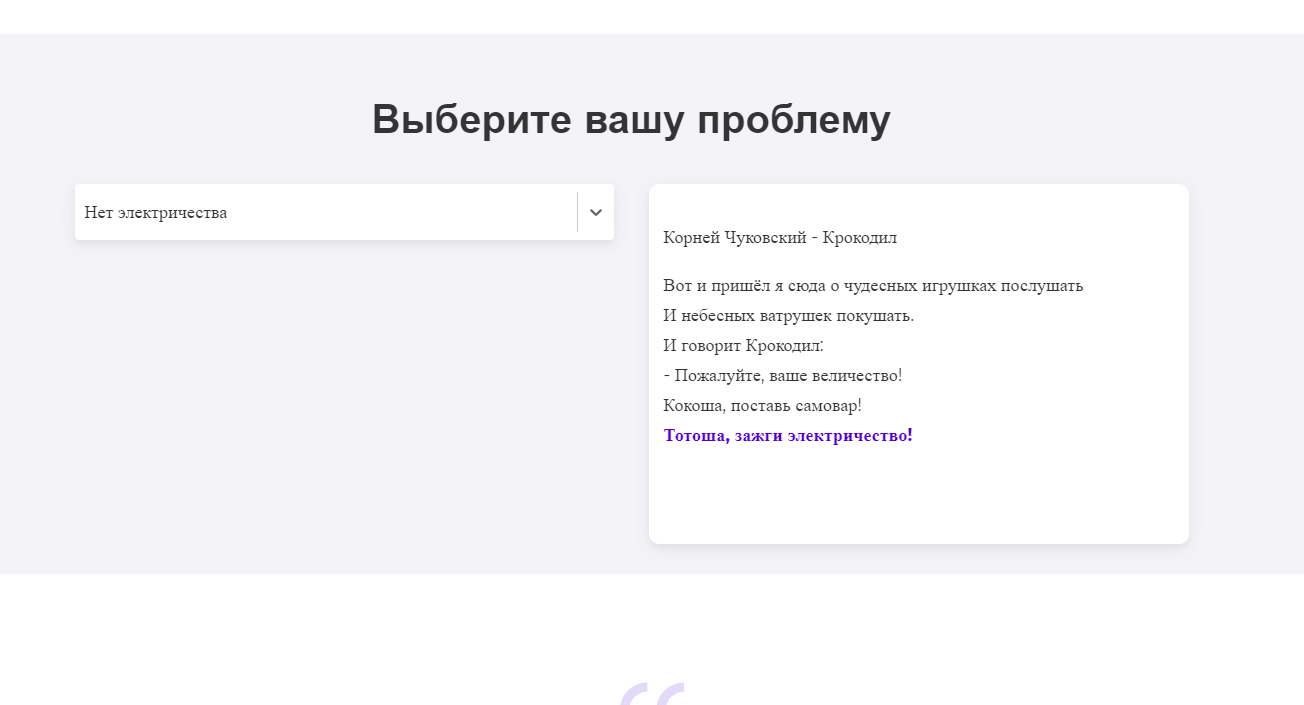 Выберите вашу проблему
Нет электричества
Корней Чуковский - Крокодил
Вот и пришёл я сюда о чудесных игрушках послушать
И небесных ватрушек покушать.
И говорит Крокодил:
- Пожалуйте, ваше величество!
Кокоша, поставь самовар!
Тотоша, зажги электричество!